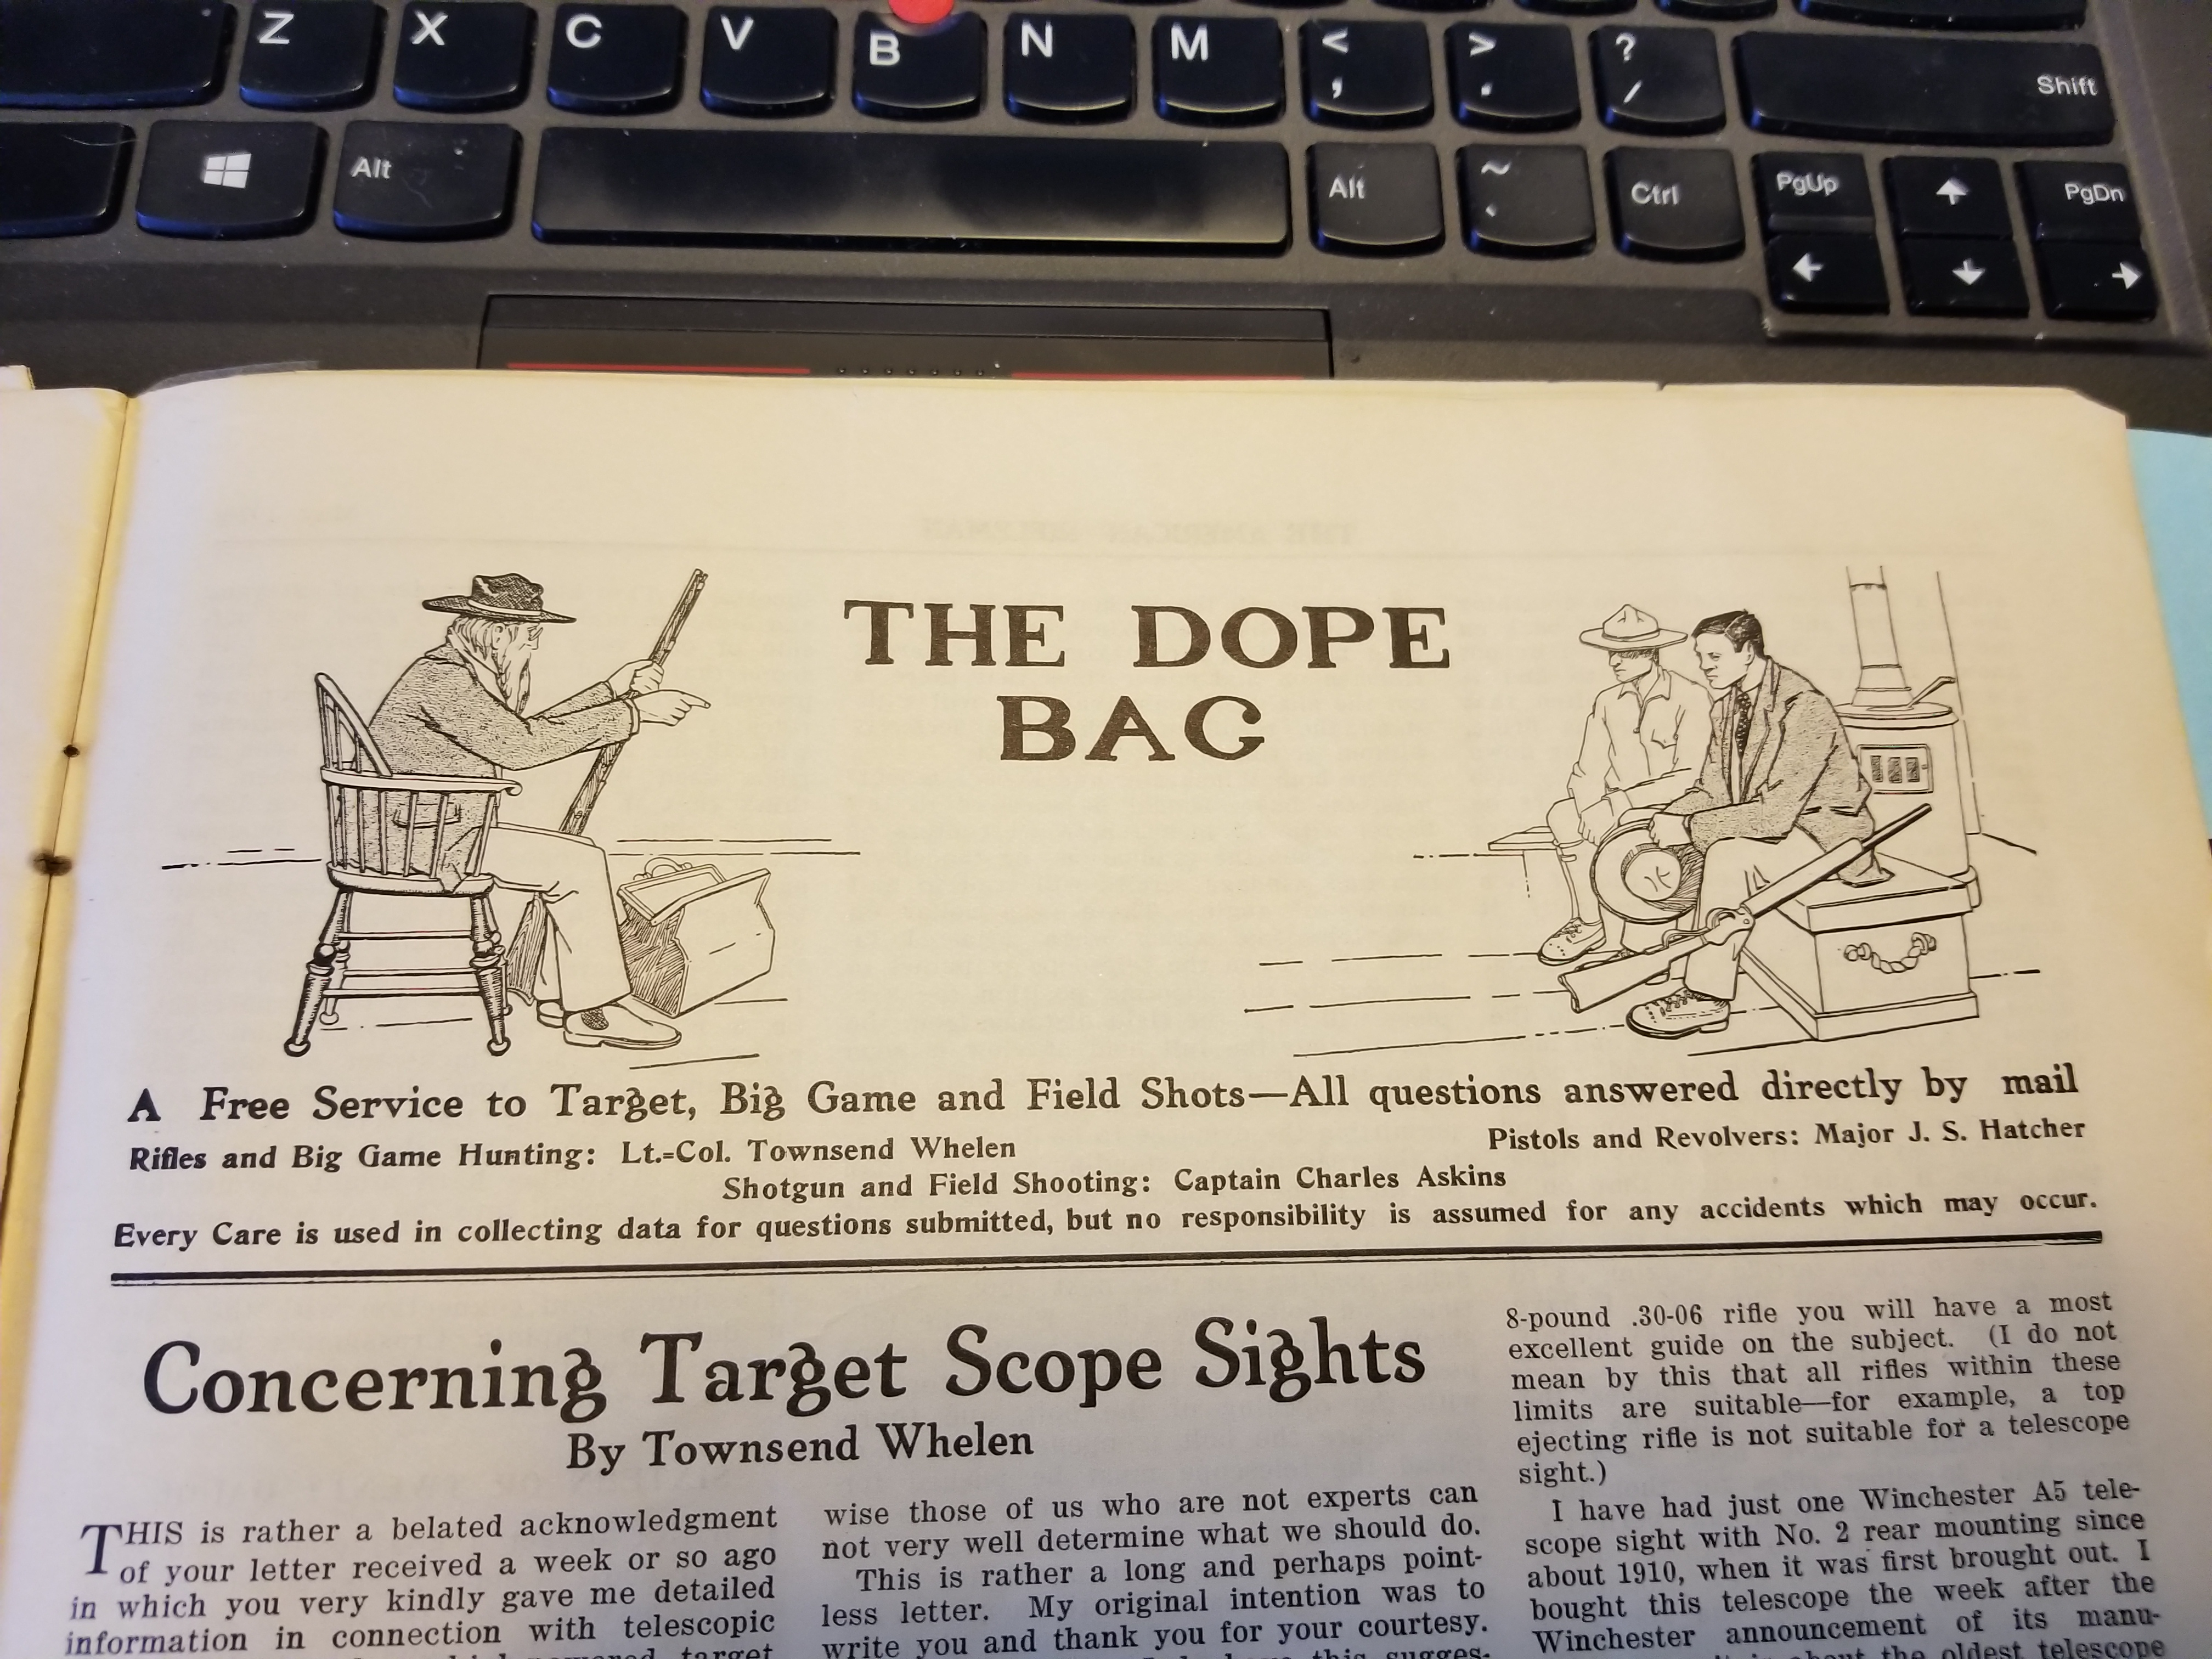 Z X C V B N M < , > . ? / Shift
Alt Alt ~ Ctrl PgUp PgDn
THE AMERICAN RIFLEMAN
THE DOPE
BAG
A Free Service to Target, Big Game and Field Shots—All questions answered directly by mail
Rifles and Big Game Hunting: Lt.=Col. Townsend Whelen
Pistols and Revolvers: Major J. S. Hatcher
Shotgun and Field Shooting: Captain Charles Askins
Every Care is used in collecting data for questions submitted, but no responsibility is assumed for any accidents which may occur.
Concerning Target Scope Sights
By Townsend Whelen
THIS is rather a belated acknowledgment
of your letter received a week or so ago
in which you very kindly gave me detailed
information in connection with telescopic
target
wise those of us who are not experts can
not very well determine what we should do.
This is rather a long and perhaps point-
less letter. My original intention was to
write you and thank you for your courtesy.
this sugges-
8-pound .30-06 rifle you will have a most
excellent guide on the subject. (I do not
mean by this that all rifles within these
limits are suitable—for example, a top
ejecting rifle is not suitable for a telescope
sight.)
I have had just one Winchester A5 tele-
scope sight with No. 2 rear mounting since
about 1910, when it was first brought out. I
bought this telescope the week after the
Winchester announcement of its manu-
about the oldest telescope